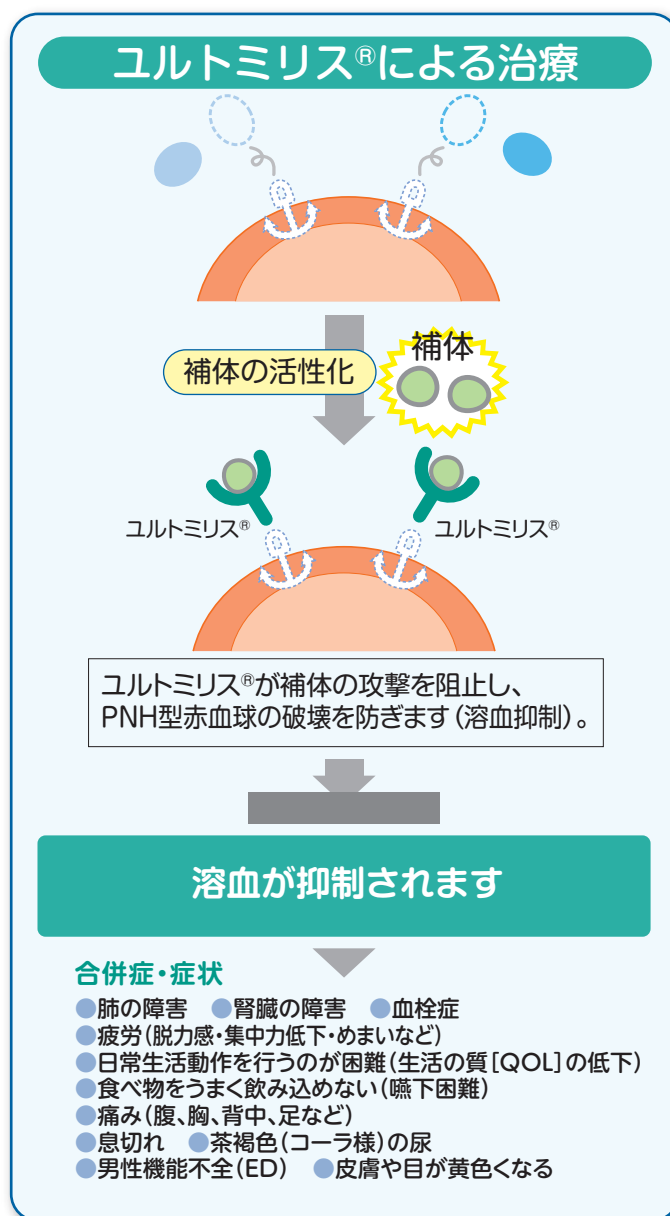 ユルトミリス®による治療
補体の活性化
補体
ユルトミリス®
ユルトミリス®
ユルトミリス®が補体の攻撃を阻止し、
PNH型赤血球の破壊を防ぎます(溶血抑制)。
溶血が抑制されます
合併症・症状
●肺の障害 ●腎臓の障害 ●血栓症
●疲労(脱力感・集中力低下・めまいなど)
●日常生活動作を行うのが困難(生活の質[QOL]の低下)
●食べ物をうまく飲み込めない(嚥下困難)
●痛み(腹、胸、背中、足など)
●息切れ ●茶褐色(コーラ様)の尿
●男性機能不全(ED) ●皮膚や目が黄色くなる